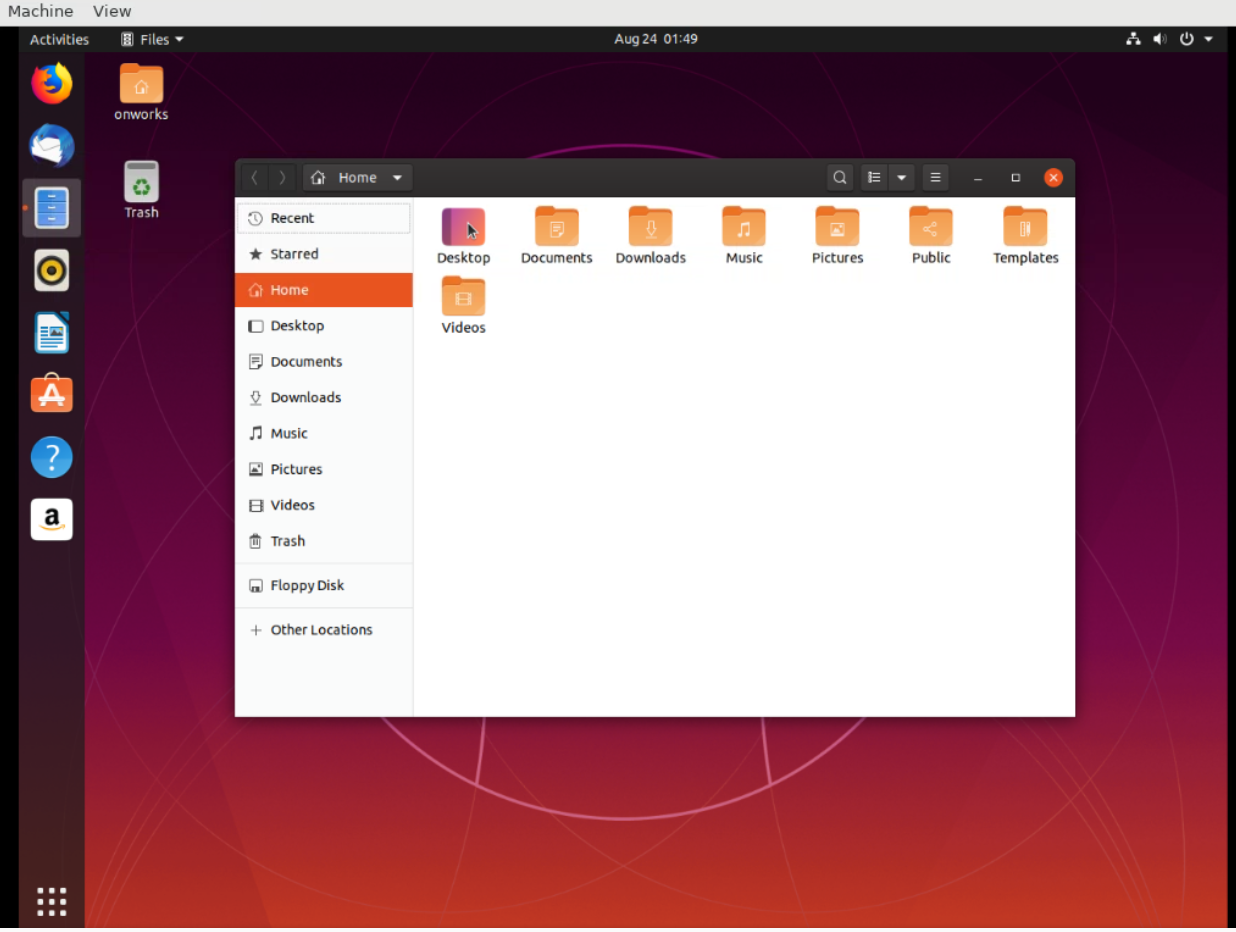 Machine View
Activities Files Aug 24 01:49
onworks
Trash
Home
Recent
Starred
Home
Desktop
Documents
Downloads
Music
Pictures
Videos
Trash
Floppy Disk
Other Locations
Desktop Documents Downloads Music Pictures Public Templates
Videos
?
a